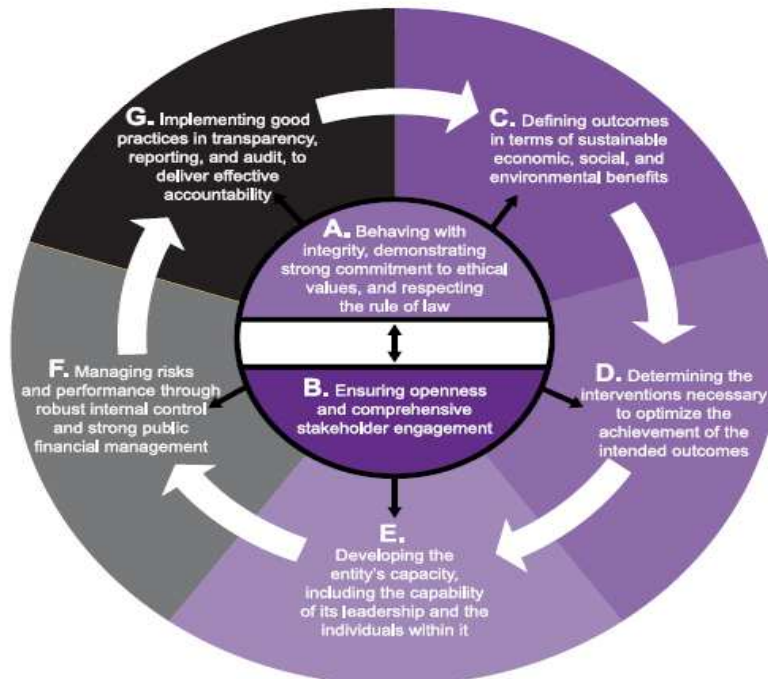 A. Behaving with
integrity, demonstrating
strong commitment to ethical
values, and respecting
the rule of law
B. Ensuring openness
and comprehensive
stakeholder engagement
C. Defining outcomes
in terms of sustainable
economic, social, and
environmental benefits
D. Determining the
interventions necessary
to optimize the
achievement of the
intended outcomes
E.
Developing the
entity's capacity,
including the capability
of its leadership and the
individuals within it
F. Managing risks
and performance through
robust internal control
and strong public
financial management
G. Implementing good
practices in transparency,
reporting, and audit, to
deliver effective
accountability